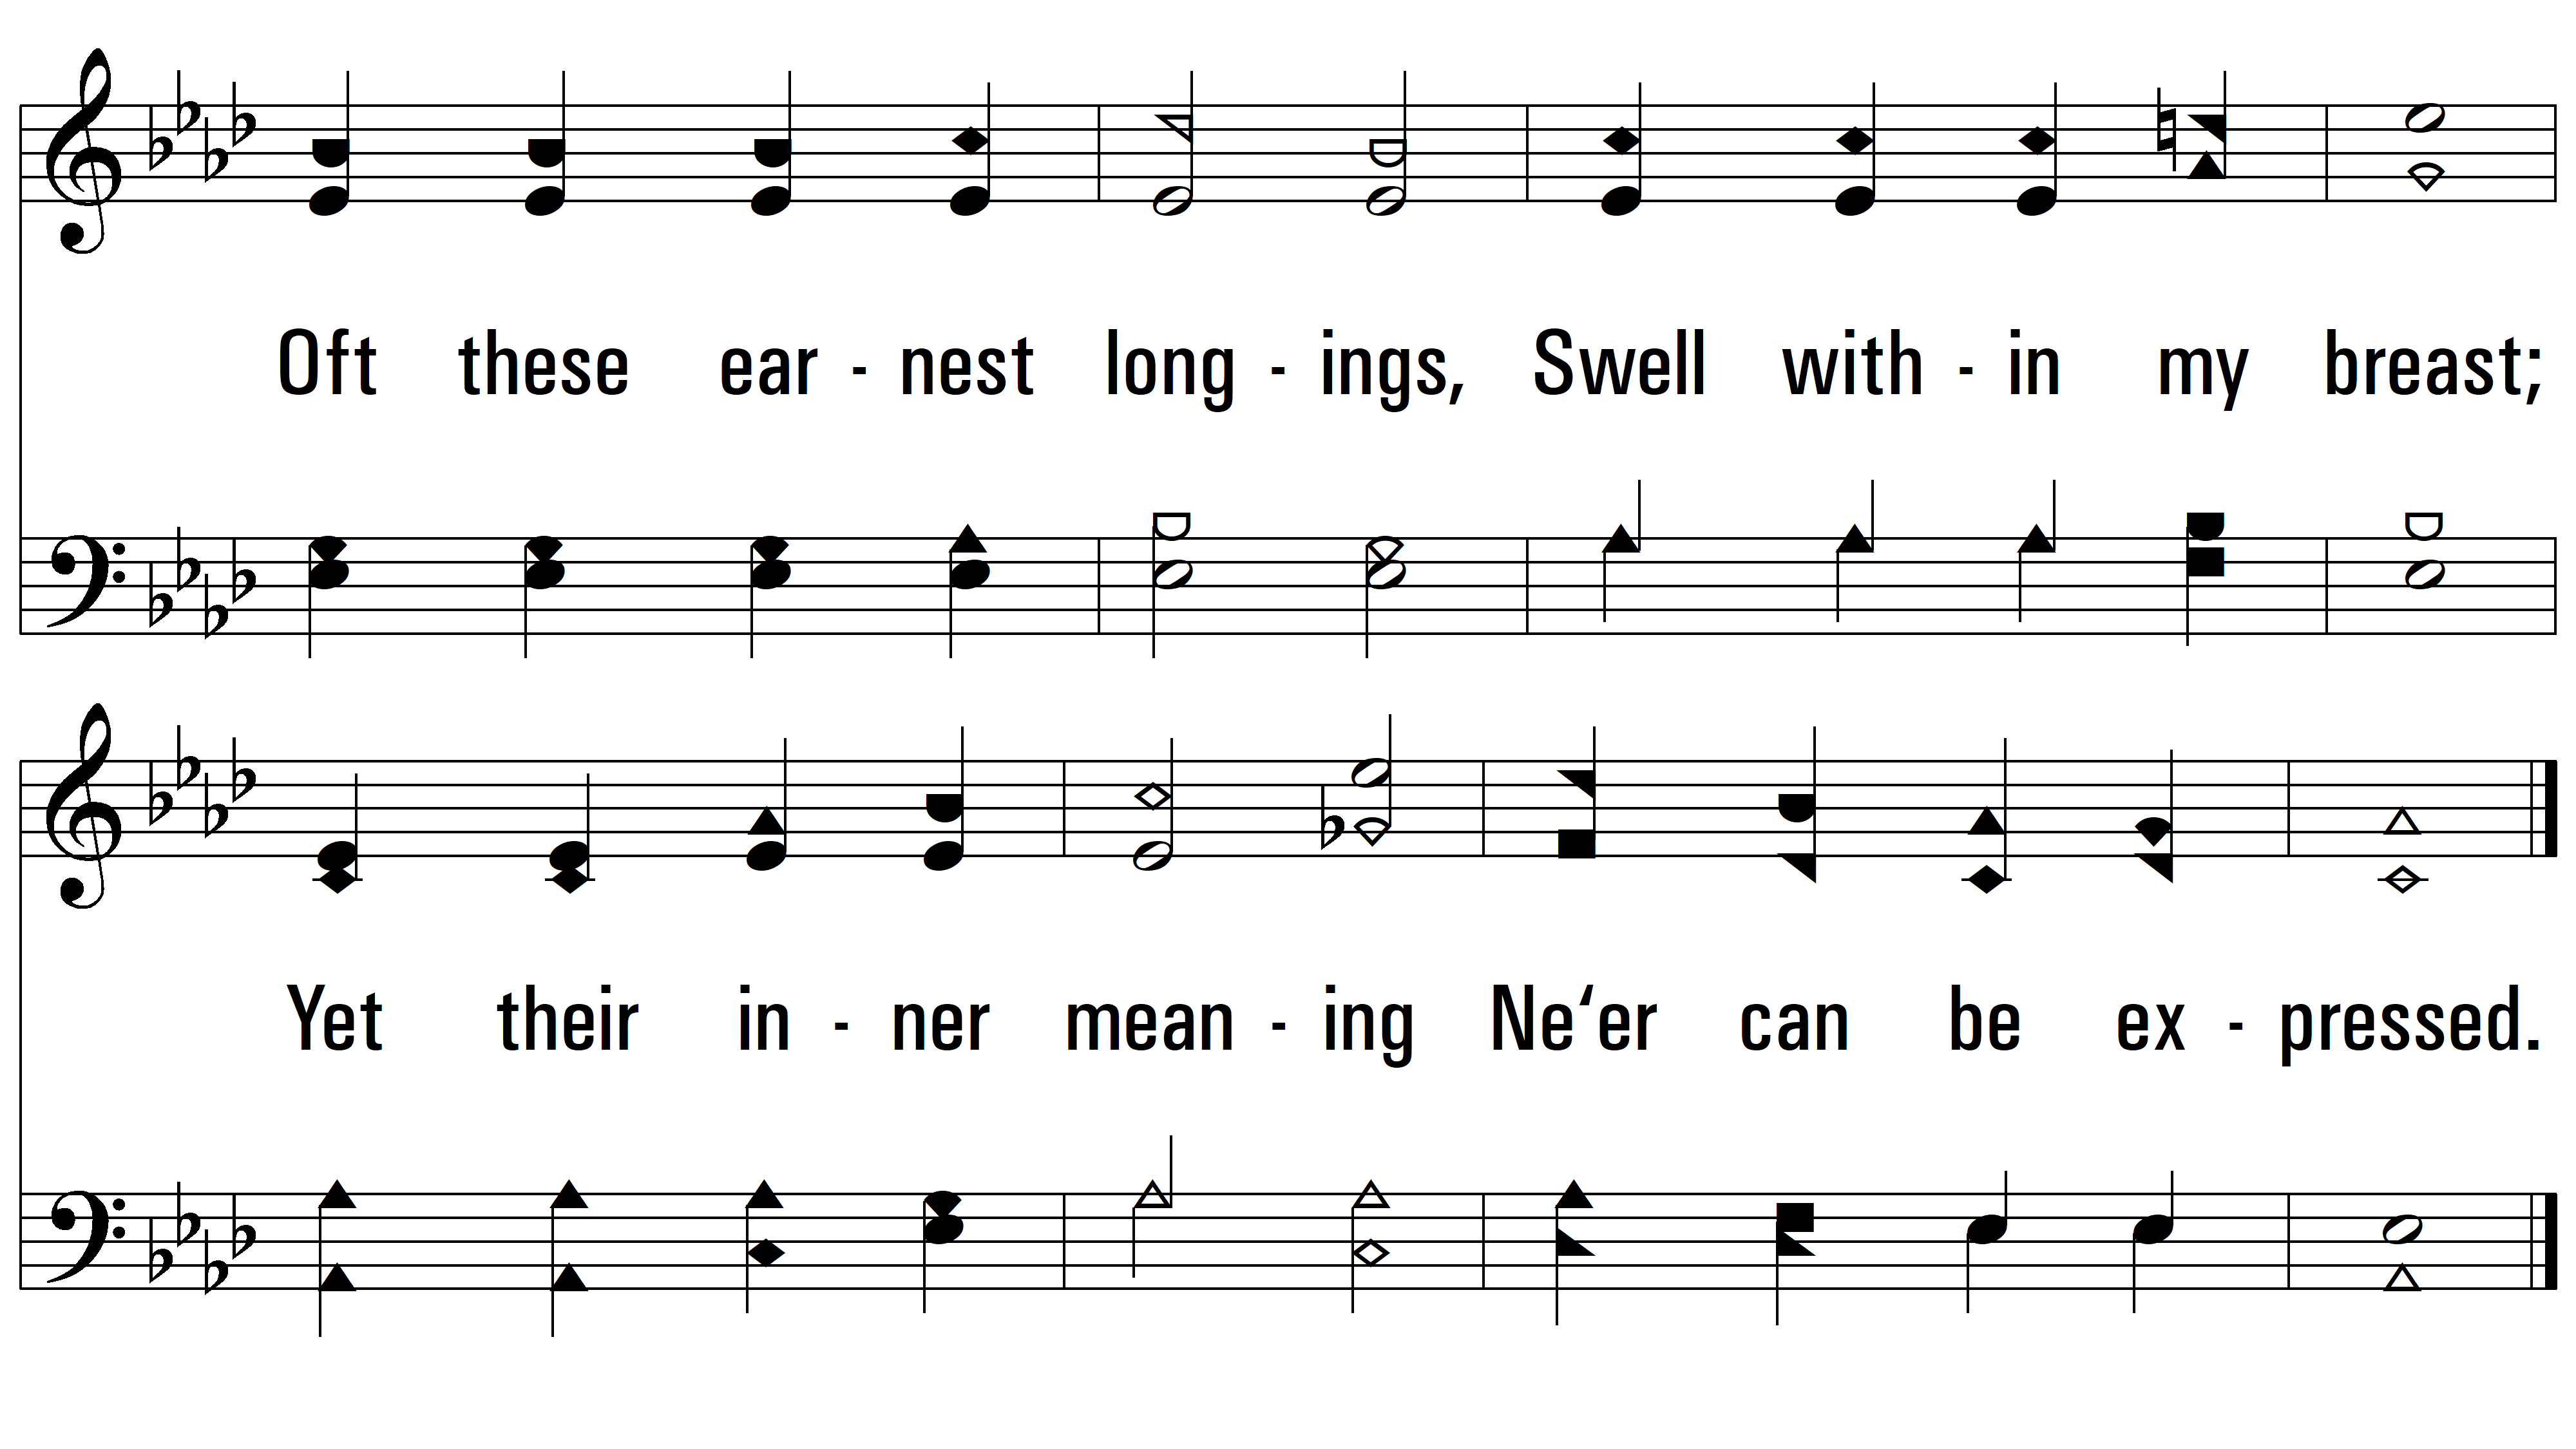 Oft these ear - nest long - ings, Swell with - in my breast;
Yet their in - ner mean - ing Ne‘er can be ex - pressed.